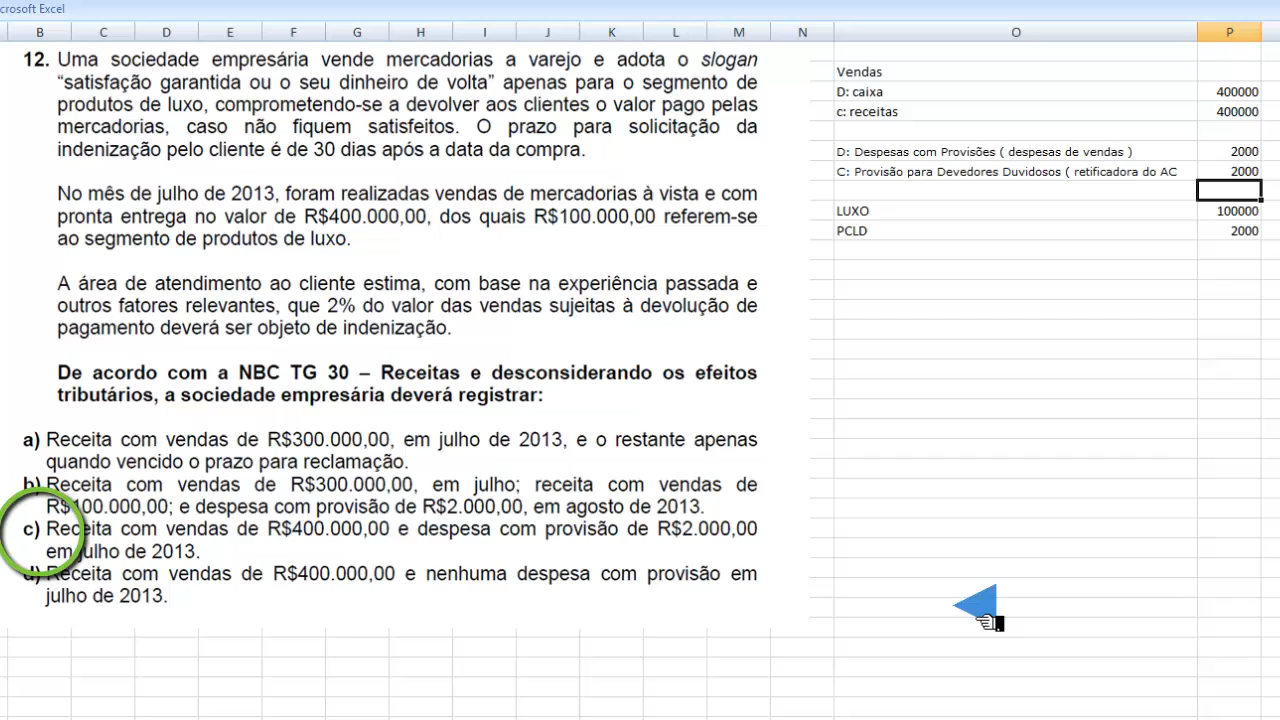 crosoft Excel
B C D E F G H I J K L M N O P
12. Uma sociedade empresária vende mercadorias a varejo e adota o slogan
“satisfação garantida ou o seu dinheiro de volta” apenas para o segmento de
produtos de luxo, comprometendo-se a devolver aos clientes o valor pago pelas
mercadorias, caso não fiquem satisfeitos. O prazo para solicitação da
indenização pelo cliente é de 30 dias após a data da compra.
No mês de julho de 2013, foram realizadas vendas de mercadorias à vista e com
pronta entrega no valor de R$400.000,00, dos quais R$100.000,00 referem-se
ao segmento de produtos de luxo.
A área de atendimento ao cliente estima, com base na experiência passada e
outros fatores relevantes, que 2% do valor das vendas sujeitas à devolução de
pagamento deverá ser objeto de indenização.
De acordo com a NBC TG 30 – Receitas e desconsiderando os efeitos
tributários, a sociedade empresária deverá registrar:
a) Receita com vendas de R$300.000,00, em julho de 2013, e o restante apenas
quando vencido o prazo para reclamação.
b) Receita com vendas de R$300.000,00, em julho; receita com vendas de
R$100.000,00; e despesa com provisão de R$2.000,00, em agosto de 2013.
c) Receita com vendas de R$400.000,00 e despesa com provisão de R$2.000,00
em julho de 2013.
d) Receita com vendas de R$400.000,00 e nenhuma despesa com provisão em
julho de 2013.
Vendas
D: caixa 400000
c: receitas 400000
D: Despesas com Provisões ( despesas de vendas ) 2000
C: Provisão para Devedores Duvidosos ( retificadora do AC 2000
LUXO 100000
PCLD 2000